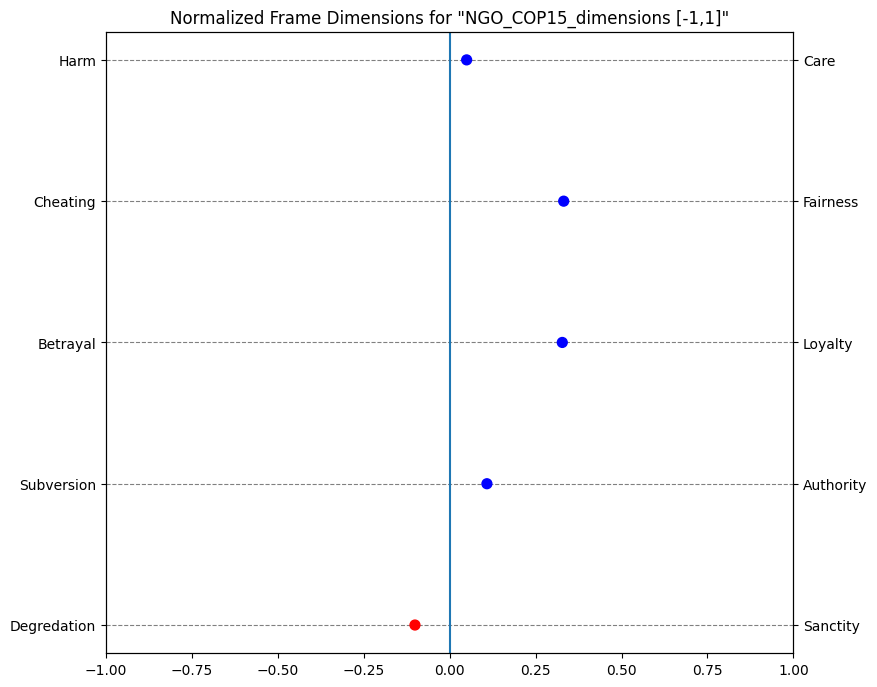 Normalized Frame Dimensions for "NGO_COP15_dimensions [-1,1]"
Harm Care
Cheating Fairness
Betrayal Loyalty
Subversion Authority
Degredation Sanctity
−1.00 −0.75 −0.50 −0.25 0.00 0.25 0.50 0.75 1.00